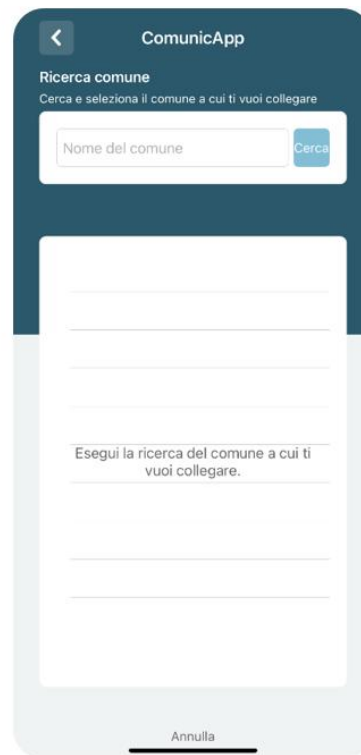 ComunicApp
Ricerca comune
Cerca e seleziona il comune a cui ti vuoi collegare
Nome del comune
Cerca
Esegui la ricerca del comune a cui ti
vuoi collegare.
Annulla